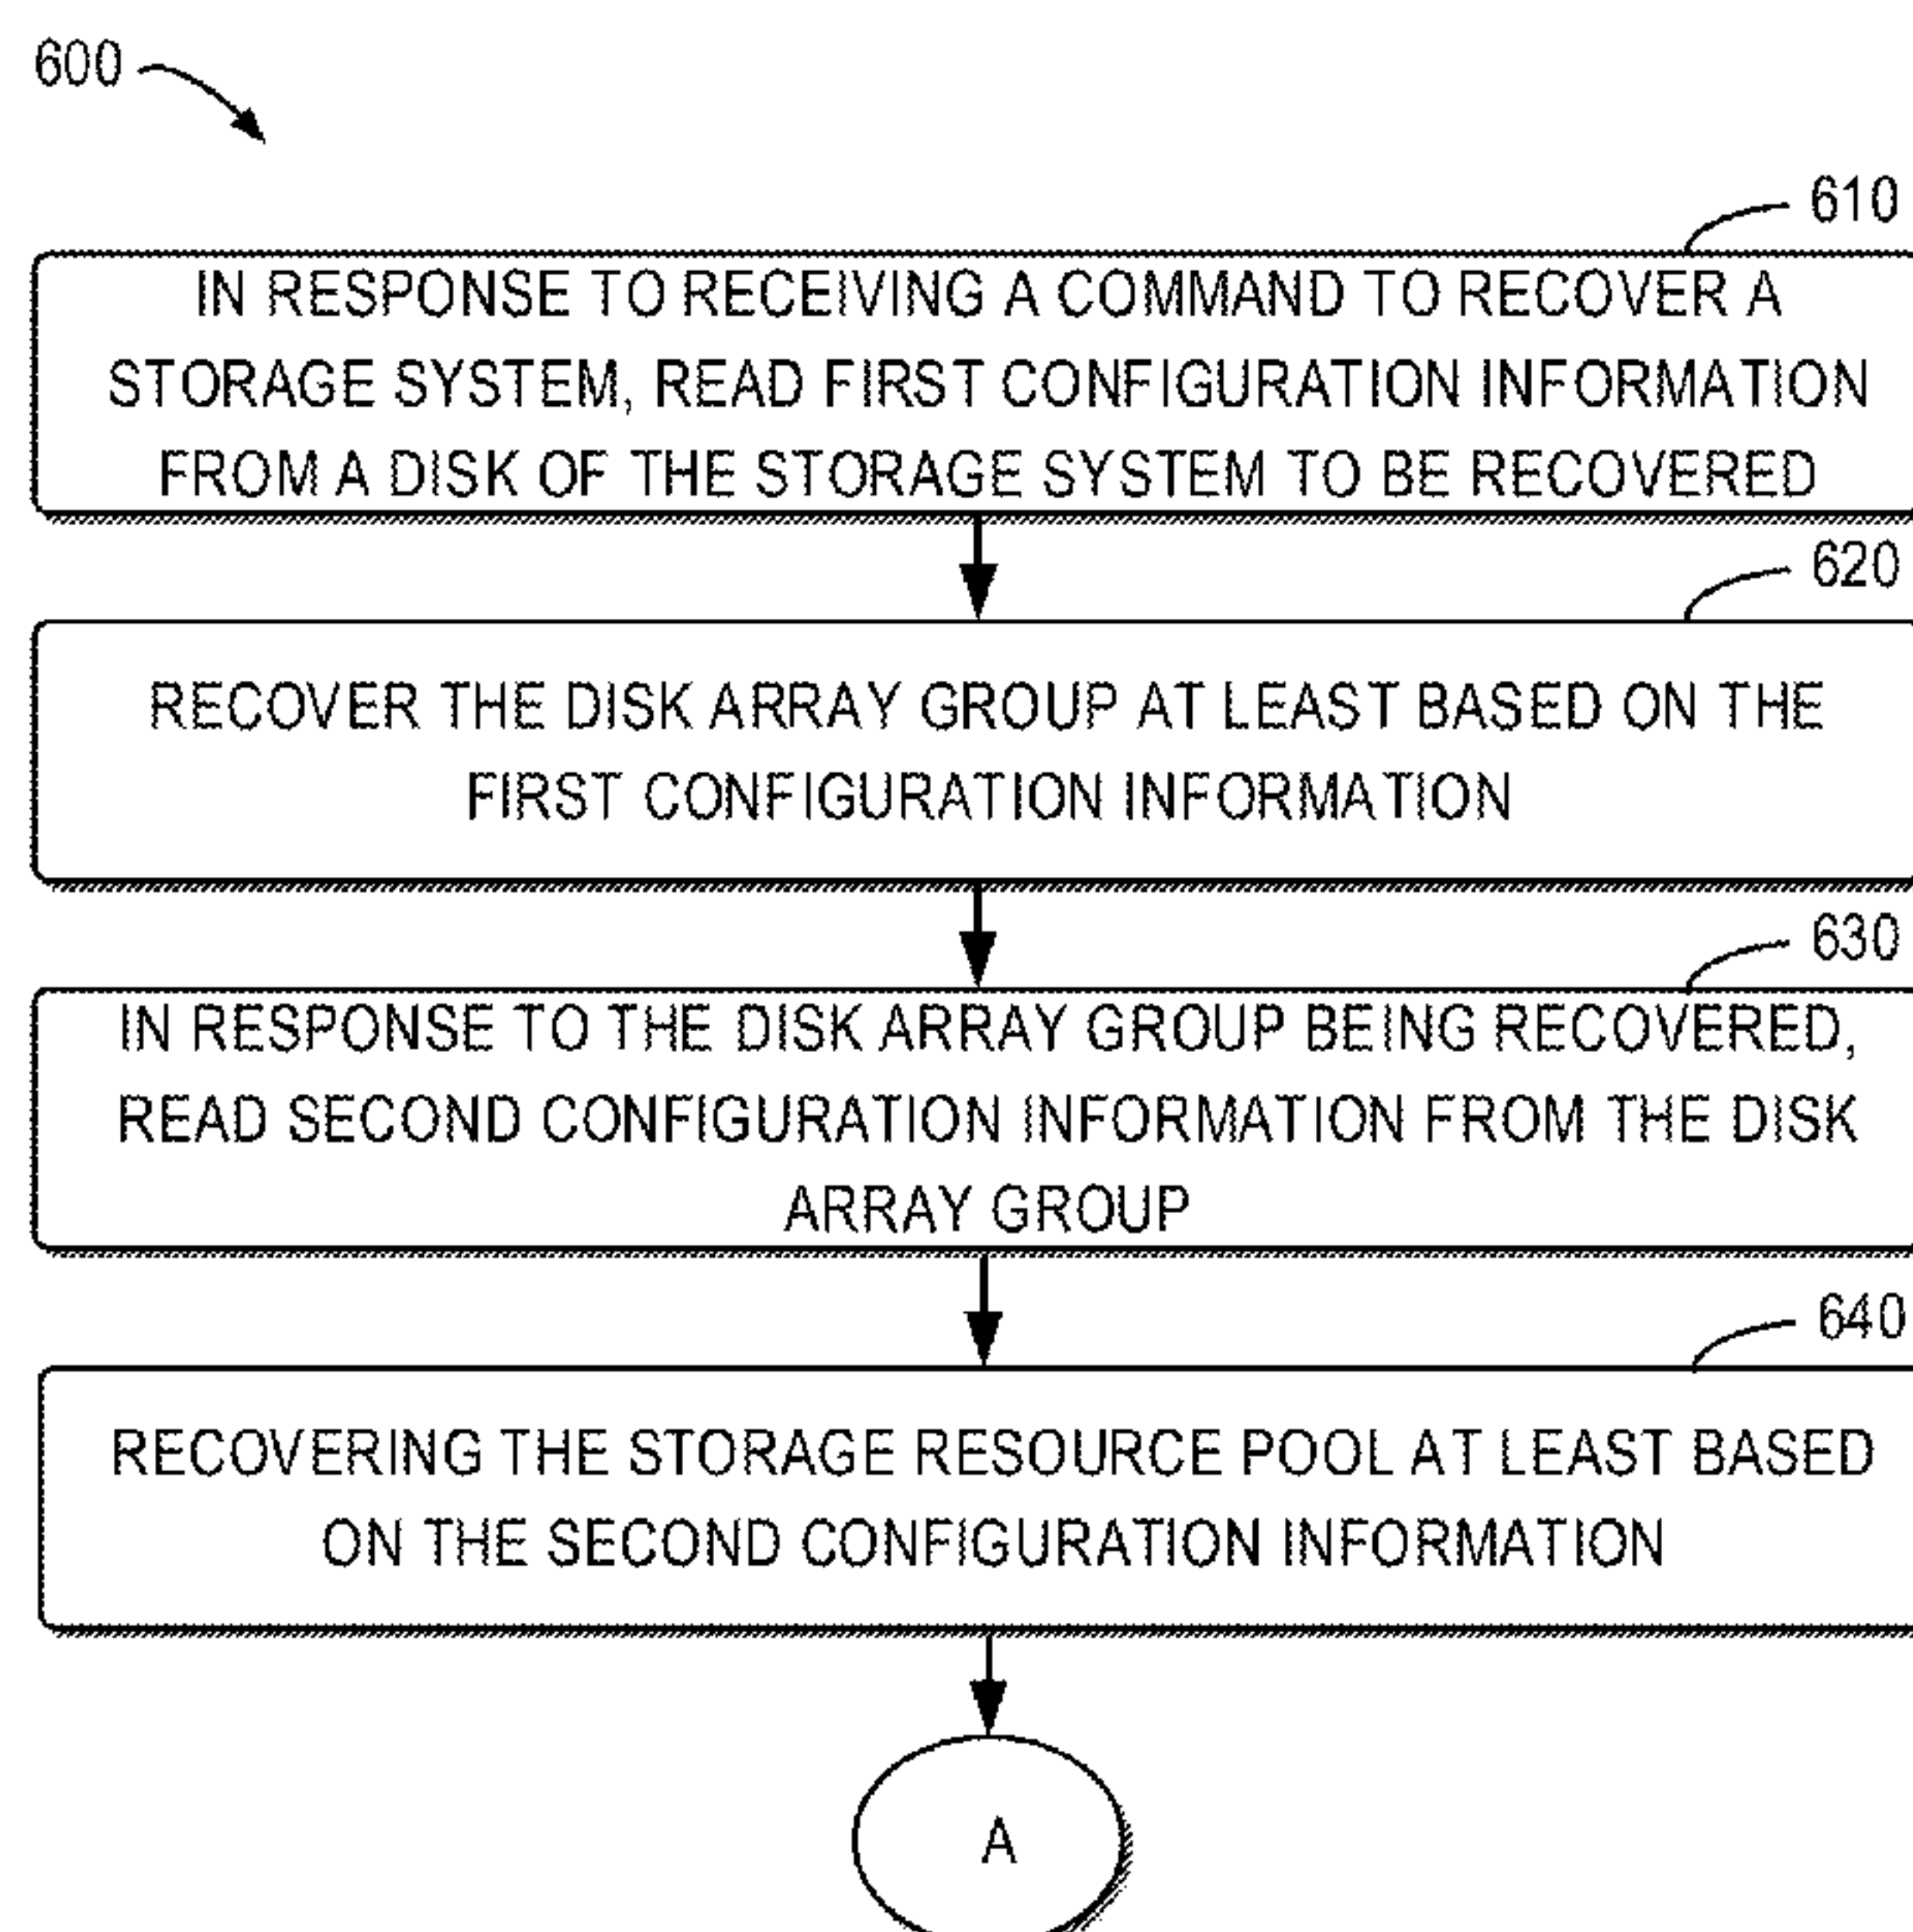 600
610
IN RESPONSE TO RECEIVING A COMMAND TO RECOVER A
STORAGE SYSTEM, READ FIRST CONFIGURATION INFORMATION
FROM A DISK OF THE STORAGE SYSTEM TO BE RECOVERED
620
RECOVER THE DISK ARRAY GROUP AT LEAST BASED ON THE
FIRST CONFIGURATION INFORMATION
630
IN RESPONSE TO THE DISK ARRAY GROUP BEING RECOVERED,
READ SECOND CONFIGURATION INFORMATION FROM THE DISK
ARRAY GROUP
640
RECOVERING THE STORAGE RESOURCE POOL AT LEAST BASED
ON THE SECOND CONFIGURATION INFORMATION
A